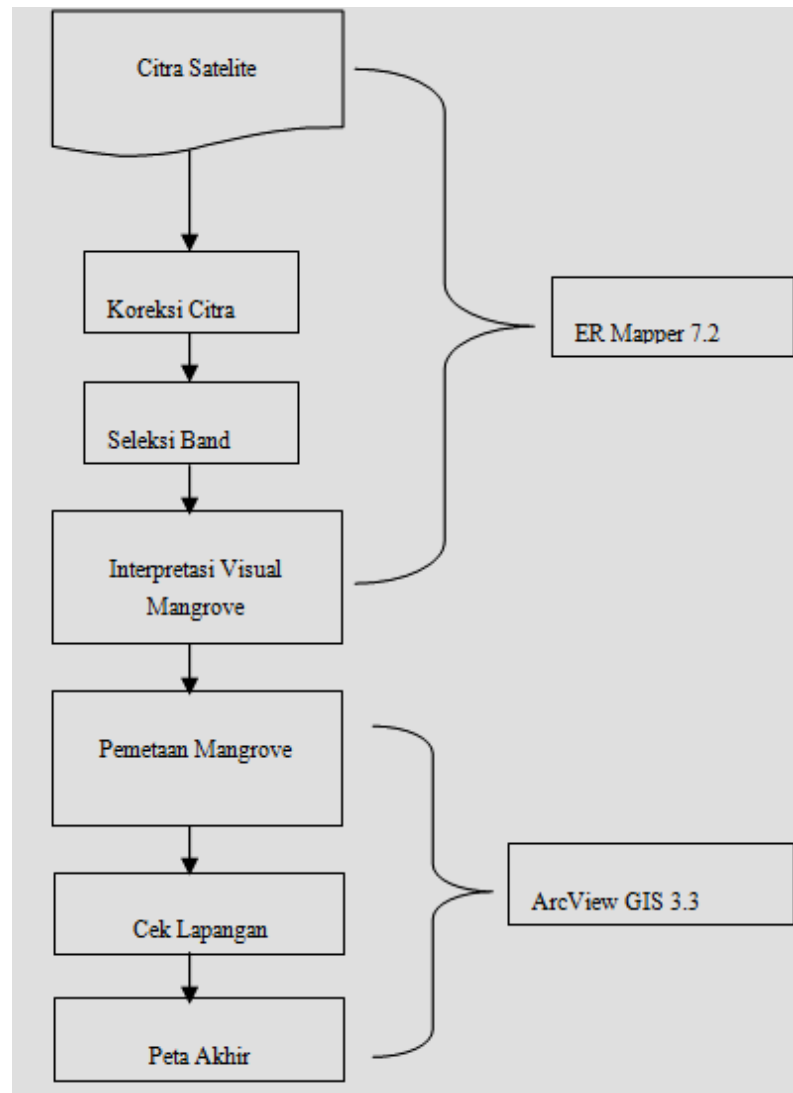 Citra Satelite
Koreksi Citra
Seleksi Band
Interpretasi Visual
Mangrove
ER Mapper 7.2
Pemetaan Mangrove
Cek Lapangan
Peta Akhir
ArcView GIS 3.3